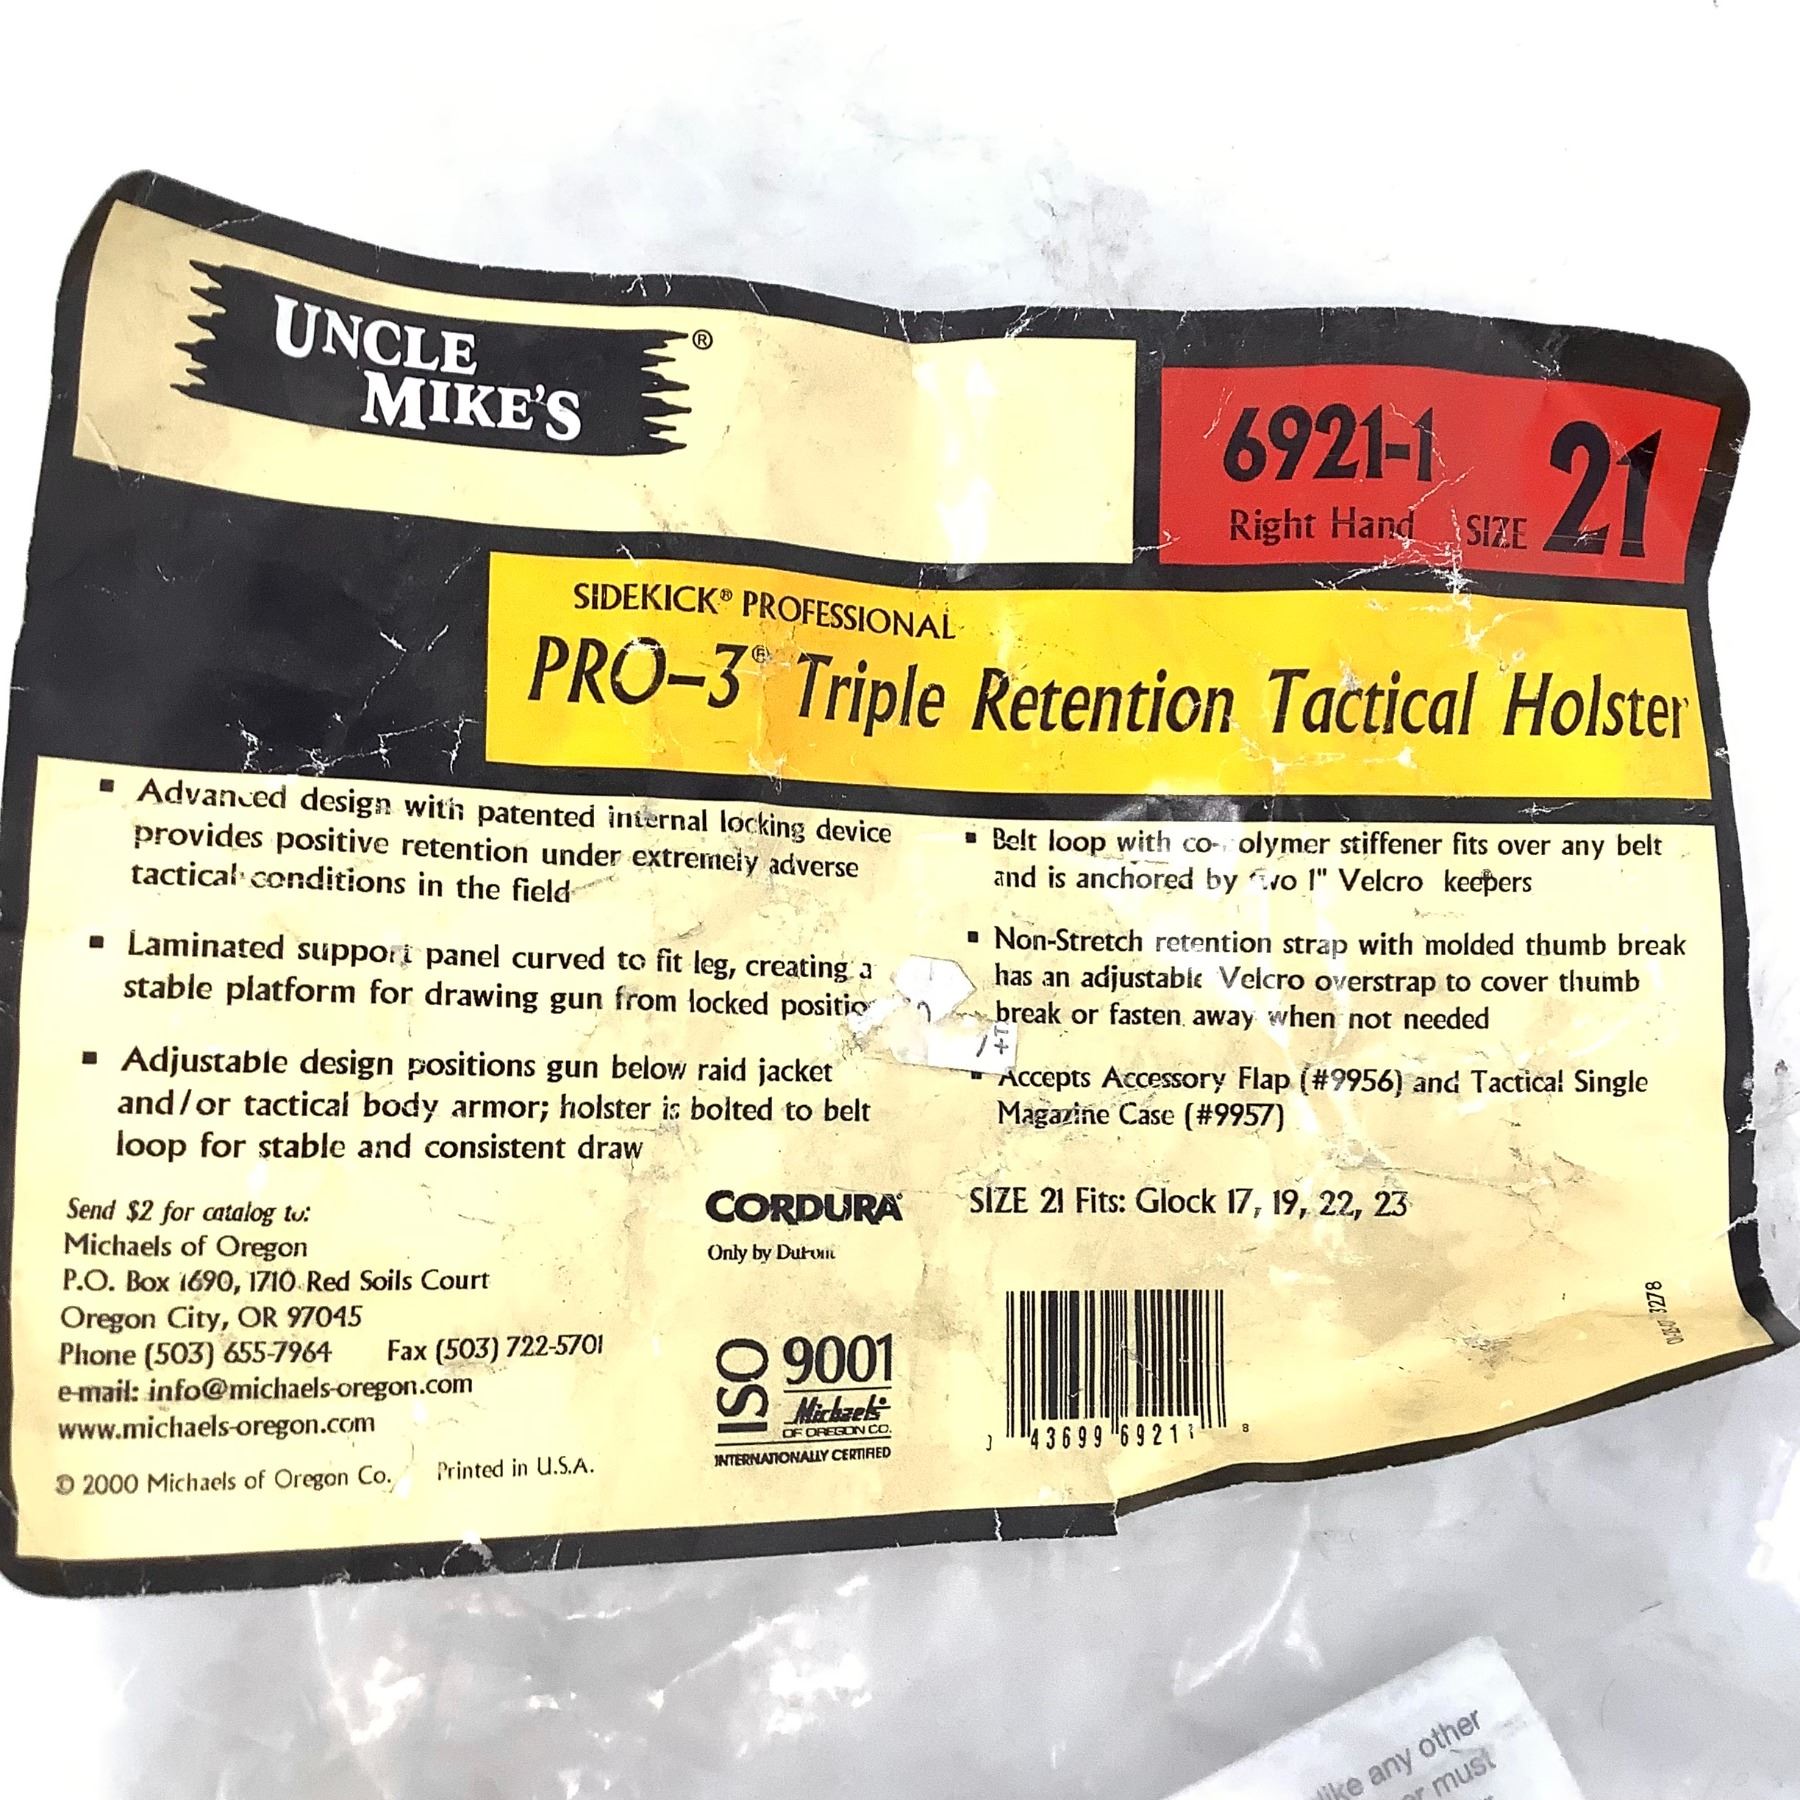 UNCLE
MIKE'S®
6921-1
Right Hand SIZE 21
SIDEKICK® PROFESSIONAL
PRO-3® Triple Retention Tactical Holster
▪ Advanced design with patented internal locking device
provides positive retention under extremely adverse
tactical conditions in the field
▪ Laminated support panel curved to fit leg, creating a
stable platform for drawing gun from locked positio
▪ Adjustable design positions gun below raid jacket
and/or tactical body armor; holster is bolted to belt
loop for stable and consistent draw
▪ Belt loop with co- olymer stiffener fits over any belt
and is anchored by two 1" Velcro keepers
▪ Non-Stretch retention strap with molded thumb break
has an adjustable Velcro overstrap to cover thumb
break or fasten away when not needed
▪ Accepts Accessory Flap (#9956) and Tactical Single
Magazine Case (#9957)
SIZE 21 Fits: Glock 17, 19, 22, 23
Send $2 for catalog to:
Michaels of Oregon
P.O. Box 1690, 1710 Red Soils Court
Oregon City, OR 97045
Phone (503) 655-7964 Fax (503) 722-5701
e-mail: info@michaels-oregon.com
www.michaels-oregon.com
© 2000 Michaels of Oregon Co. Printed in U.S.A.
CORDURA®
Only by DuPont
ISO 9001
Michaels
OF OREGON CO.
INTERNATIONALLY CERTIFIED
43699 69211 8
3278
like any other
must